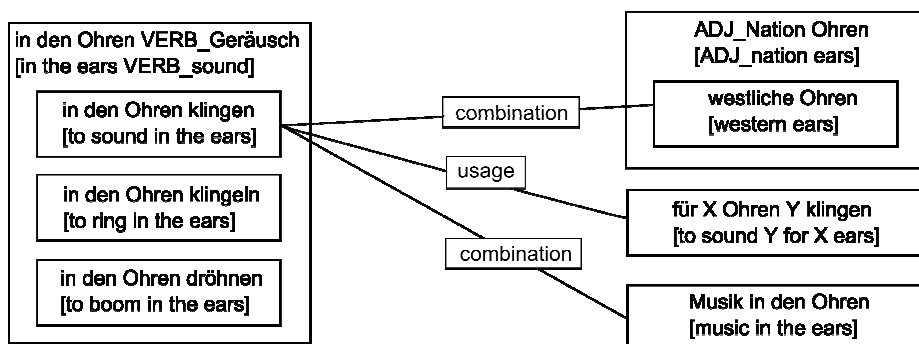 in den Ohren VERB_Geräusch
[in the ears VERB_sound]
in den Ohren klingen
[to sound in the ears]
in den Ohren klingeln
[to ring in the ears]
in den Ohren dröhnen
[to boom in the ears]
combination
usage
combination
ADJ_Nation Ohren
[ADJ_nation ears]
westliche Ohren
[western ears]
für X Ohren Y klingen
[to sound Y for X ears]
Musik in den Ohren
[music in the ears]